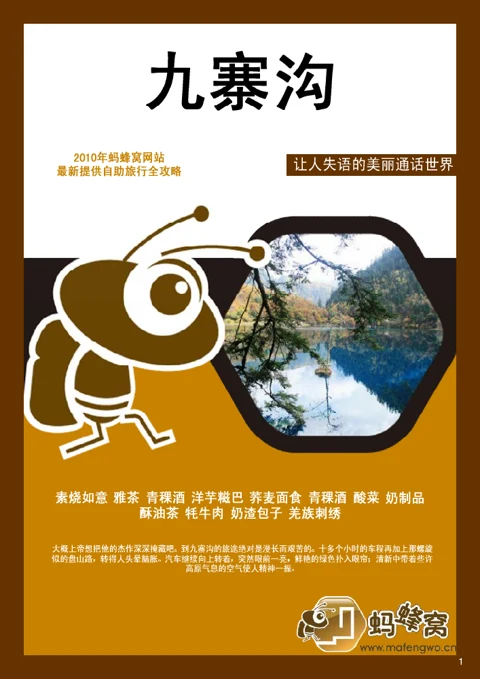 九寨沟
2010年蚂蜂窝网站
最新提供自助旅行全攻略
让人失语的美丽通话世界
素烧如意 雅茶 青稞酒 洋芋糍巴 荞麦面食 青稞酒 酸菜 奶制品
酥油茶 牦牛肉 奶渣包子 羌族刺绣
大概上帝想把他的杰作深深掩藏吧。到九寨沟的旅途绝对是漫长而艰苦的。十多个小时的车程再加上那螺旋
似的盘山路，转得人头晕脑胀。汽车继续向上转着，突然眼前一亮，鲜艳的绿色扑入眼帘；清新中带着些许
高原气息的空气使人精神一振。
蚂蜂窝
www.mafengwo.cn
1